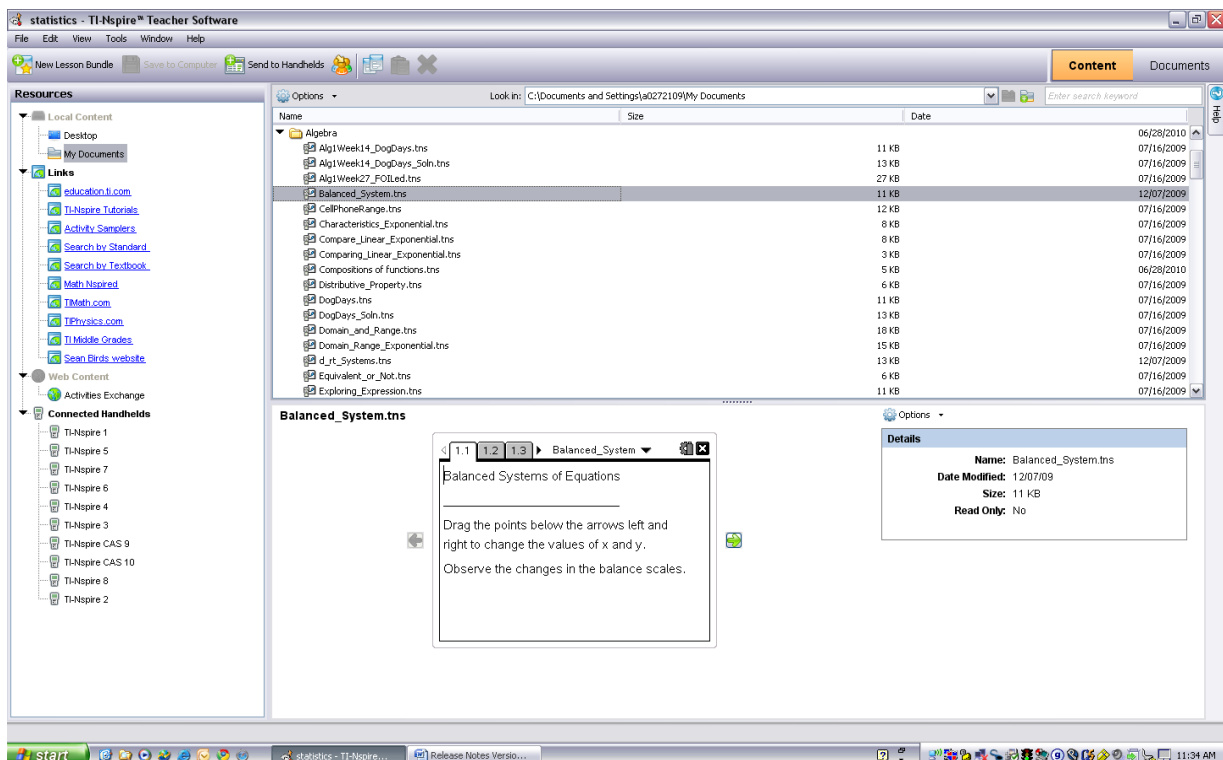 statistics - TI-Nspire™ Teacher Software
File Edit View Tools Window Help
New Lesson Bundle Save to Computer Send to Handhelds Content Documents
Resources
Local Content
Desktop
My Documents
Links
education.ti.com
TI-Nspire Tutorials
Activity Samplers
Search by Standard
Search by Textbook
Math Nspired
TIMath.com
TIPhysics.com
TI Middle Grades
Sean Birds website
Web Content
Activities Exchange
Connected Handhelds
TI-Nspire 1
TI-Nspire 5
TI-Nspire 7
TI-Nspire 6
TI-Nspire 4
TI-Nspire 3
TI-Nspire CAS 9
TI-Nspire CAS 10
TI-Nspire 8
TI-Nspire 2
Options Look in: C:\Documents and Settings\a0272109\My Documents Enter search keyword
Help
Name Size Date
Algebra 06/28/2010
Alg1Week14_DogDays.tns 11 KB 07/16/2009
Alg1Week14_DogDays_Soln.tns 13 KB 07/16/2009
Alg1Week27_FOILed.tns 27 KB 07/16/2009
Balanced_System.tns 11 KB 12/07/2009
CellPhoneRange.tns 12 KB 07/16/2009
Characteristics_Exponential.tns 8 KB 07/16/2009
Compare_Linear_Exponential.tns 8 KB 07/16/2009
Comparing_Linear_Exponential.tns 3 KB 07/16/2009
Compositions of functions.tns 5 KB 06/28/2010
Distributive_Property.tns 6 KB 07/16/2009
DogDays.tns 11 KB 07/16/2009
DogDays_Soln.tns 13 KB 07/16/2009
Domain_and_Range.tns 18 KB 07/16/2009
Domain_Range_Exponential.tns 15 KB 07/16/2009
d_rt_Systems.tns 13 KB 12/07/2009
Equivalent_or_Not.tns 6 KB 07/16/2009
Exploring_Expression.tns 11 KB 07/16/2009
Balanced_System.tns
1.1 1.2 1.3 Balanced_System
Balanced Systems of Equations
Drag the points below the arrows left and
right to change the values of x and y.
Observe the changes in the balance scales.
Options
Details
Name: Balanced_System.tns
Date Modified: 12/07/09
Size: 11 KB
Read Only: No
start statistics - TI-Nspire... Release Notes Versio... 11:34 AM